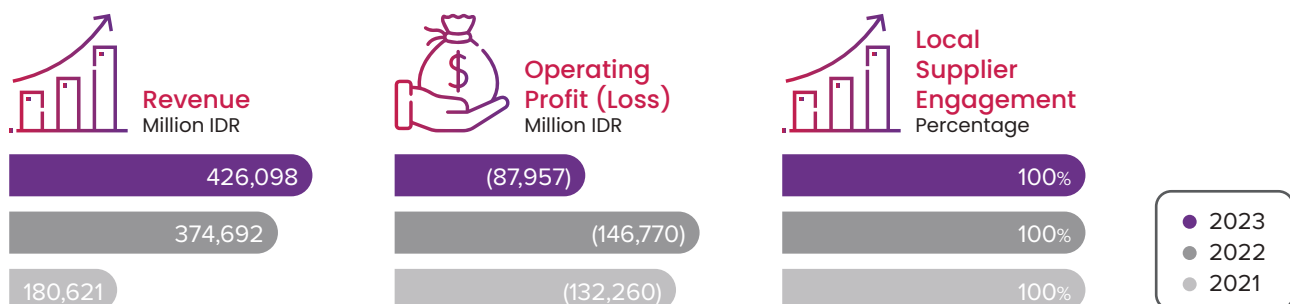 Revenue
Million IDR
426,098
374,692
180,621
$
Operating
Profit (Loss)
Million IDR
(87,957)
(146,770)
(132,260)
Local
Supplier
Engagement
Percentage
100%
100%
100%
2023
2022
2021